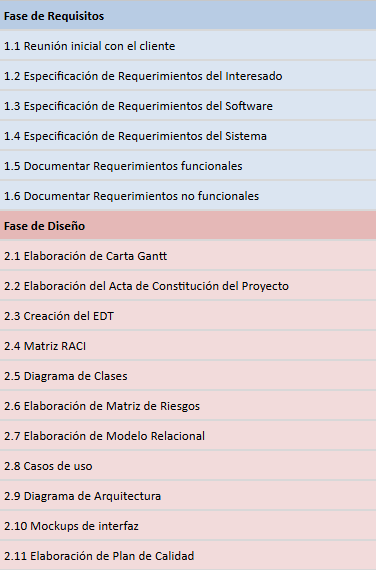 Fase de Requisitos
1.1 Reunión inicial con el cliente
1.2 Especificación de Requerimientos del Interesado
1.3 Especificación de Requerimientos del Software
1.4 Especificación de Requerimientos del Sistema
1.5 Documentar Requerimientos funcionales
1.6 Documentar Requerimientos no funcionales
Fase de Diseño
2.1 Elaboración de Carta Gantt
2.2 Elaboración del Acta de Constitución del Proyecto
2.3 Creación del EDT
2.4 Matriz RACI
2.5 Diagrama de Clases
2.6 Elaboración de Matriz de Riesgos
2.7 Elaboración de Modelo Relacional
2.8 Casos de uso
2.9 Diagrama de Arquitectura
2.10 Mockups de interfaz
2.11 Elaboración de Plan de Calidad